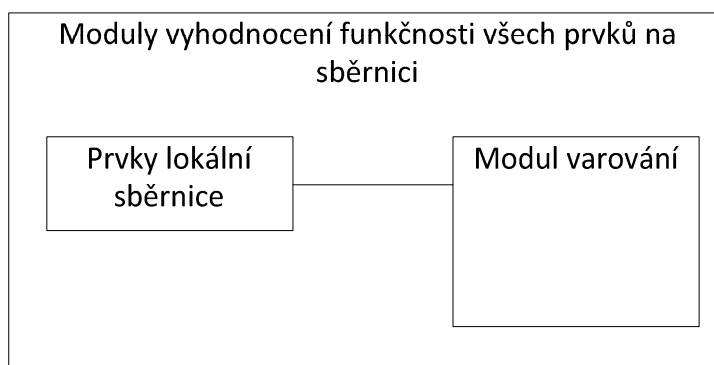 Moduly vyhodnocení funkčnosti všech prvků na
sběrnici
Prvky lokální
sběrnice
Modul varování